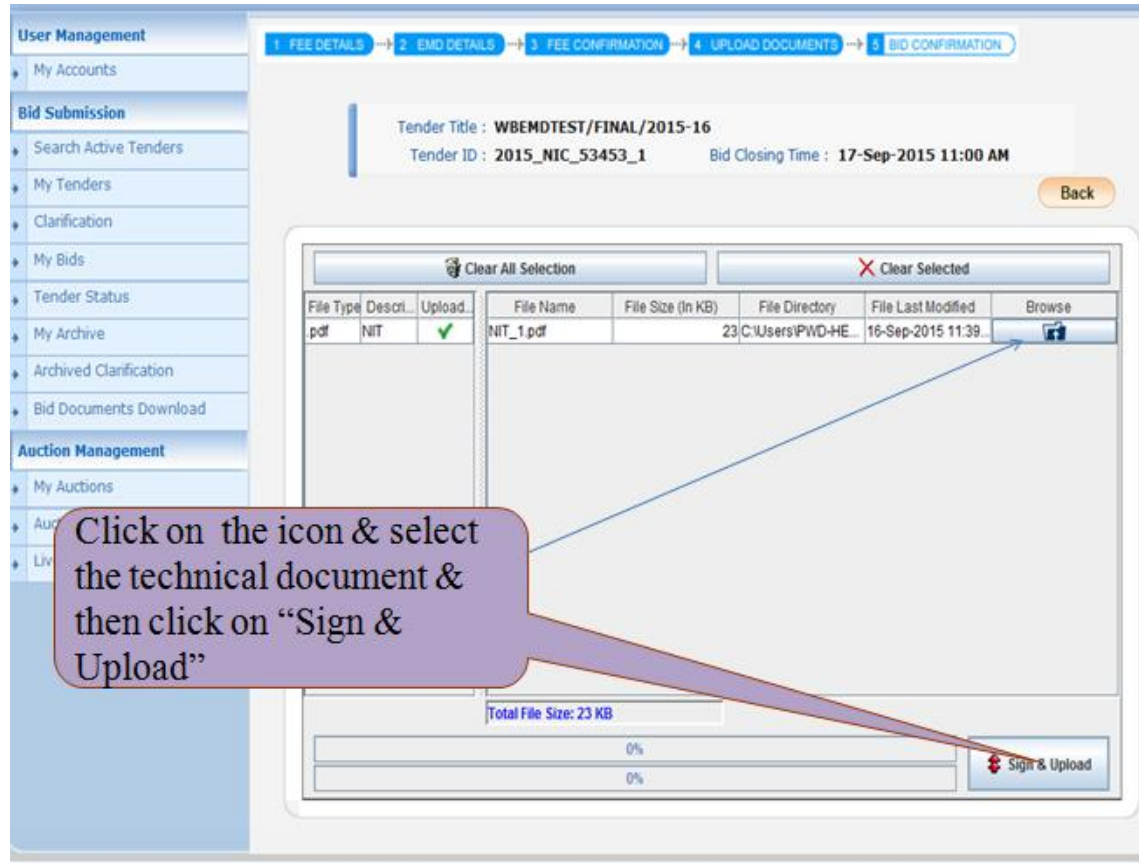 User Management
My Accounts
Bid Submission
Search Active Tenders
My Tenders
Clarification
My Bids
Tender Status
My Archive
Archived Clarification
Bid Documents Download
Auction Management
My Auctions
1 FEE DETAILS 2 EMD DETAILS 3 FEE CONFIRMATION 4 UPLOAD DOCUMENTS 5 BID CONFIRMATION
Tender Title : WBEMDTEST/FINAL/2015-16
Tender ID : 2015_NIC_53453_1 Bid Closing Time : 17-Sep-2015 11:00 AM
Back
Clear All Selection Clear Selected
File Type Descri... Upload.. File Name File Size (In KB) File Directory File Last Modified Browse
.pdf NIT NIT_1.pdf 23 C:\Users\PWD-HE... 16-Sep-2015 11:39...
Click on the icon & select
the technical document &
then click on “Sign &
Upload”
Total File Size: 23 KB
0%
0%
Sign & Upload